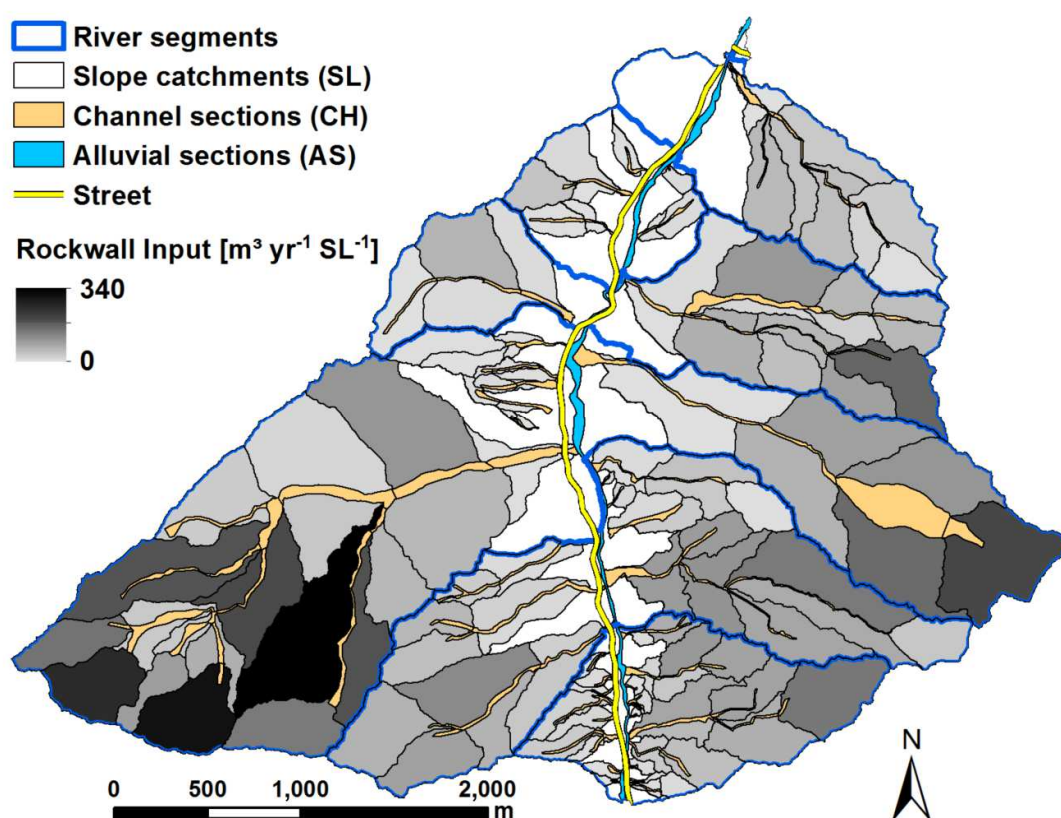 River segments
Slope catchments (SL)
Channel sections (CH)
Alluvial sections (AS)
Street
Rockwall Input [m³ yr⁻¹ SL⁻¹]
340
0
N
0 500 1,000 2,000
m